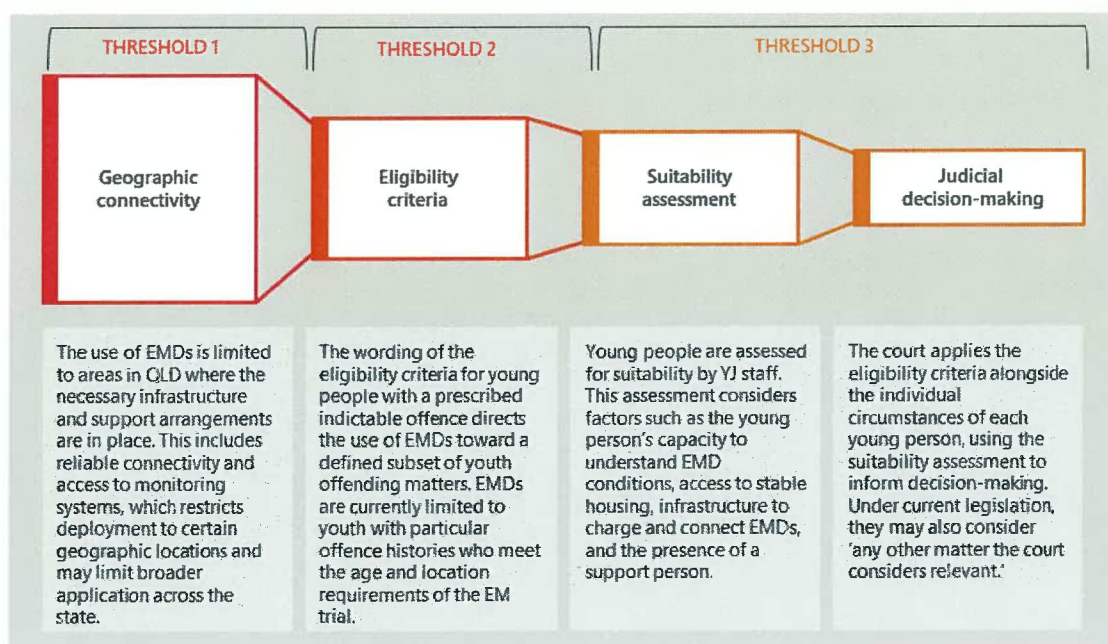 THRESHOLD 1
THRESHOLD 2
THRESHOLD 3
Geographic
connectivity
Eligibility
criteria
Suitability
assessment
Judicial
decision-making
The use of EMDs is limited
to areas in QLD where the
necessary infrastructure
and support arrangements
are in place. This includes
reliable connectivity and
access to monitoring
systems, which restricts
deployment to certain
geographic locations and
may limit broader
application across the
state.
The wording of the
eligibility criteria for young
people with a prescribed
indictable offence directs
the use of EMDs toward a
defined subset of youth
offending matters. EMDs
are currently limited to
youth with particular
offence histories who meet
the age and location
requirements of the EM
trial.
Young people are assessed
for suitability by YJ staff.
This assessment considers
factors such as the young
person's capacity to
understand EMD
conditions, access to stable
housing, infrastructure to
charge and connect EMDs,
and the presence of a
support person.
The court applies the
eligibility criteria alongside
the individual
circumstances of each
young person, using the
suitability assessment to
inform decision-making.
Under current legislation,
they may also consider
'any other matter the court
considers relevant.'